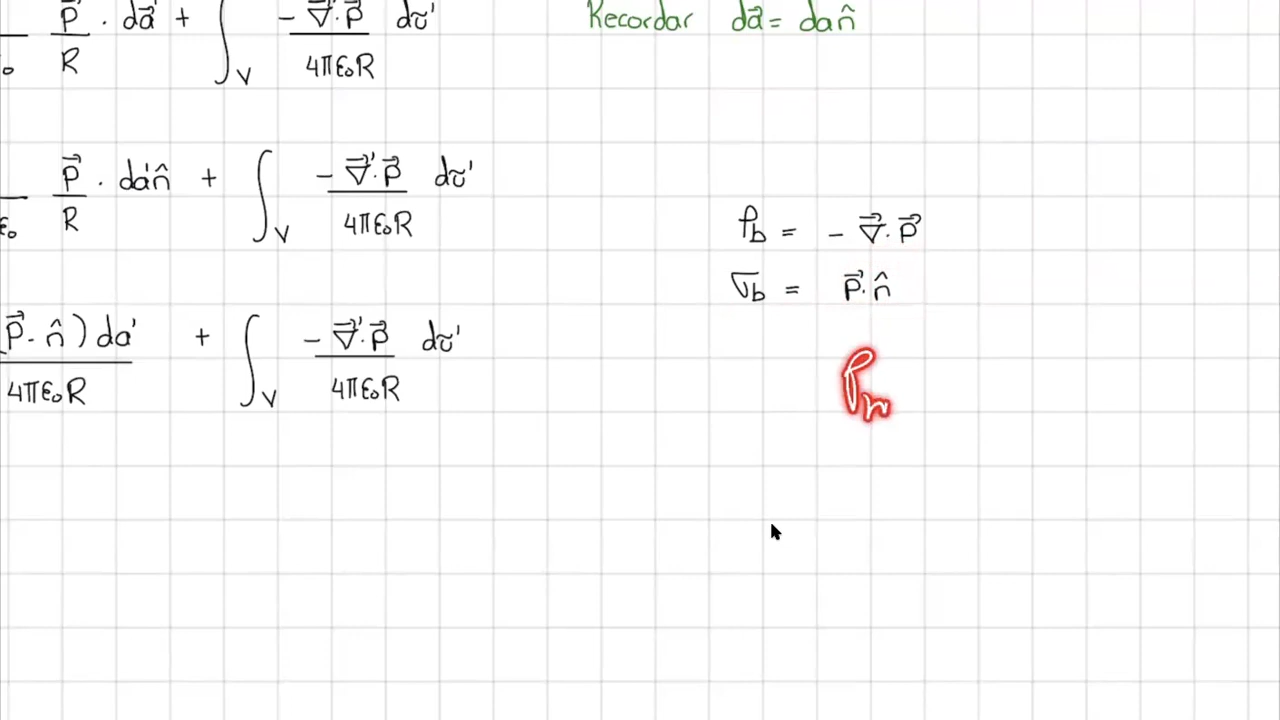 P⃗/R · da⃗' + ∫_V -∇⃗'·P⃗/4πε₀R dτ'
Recordar da⃗ = da n̂
P⃗/R · da'n̂ + ∫_V -∇⃗'·P⃗/4πε₀R dτ'
(P⃗·n̂)da'/4πε₀R + ∫_V -∇⃗'·P⃗/4πε₀R dτ'
ρ_b = -∇⃗·P⃗
σ_b = P⃗·n̂